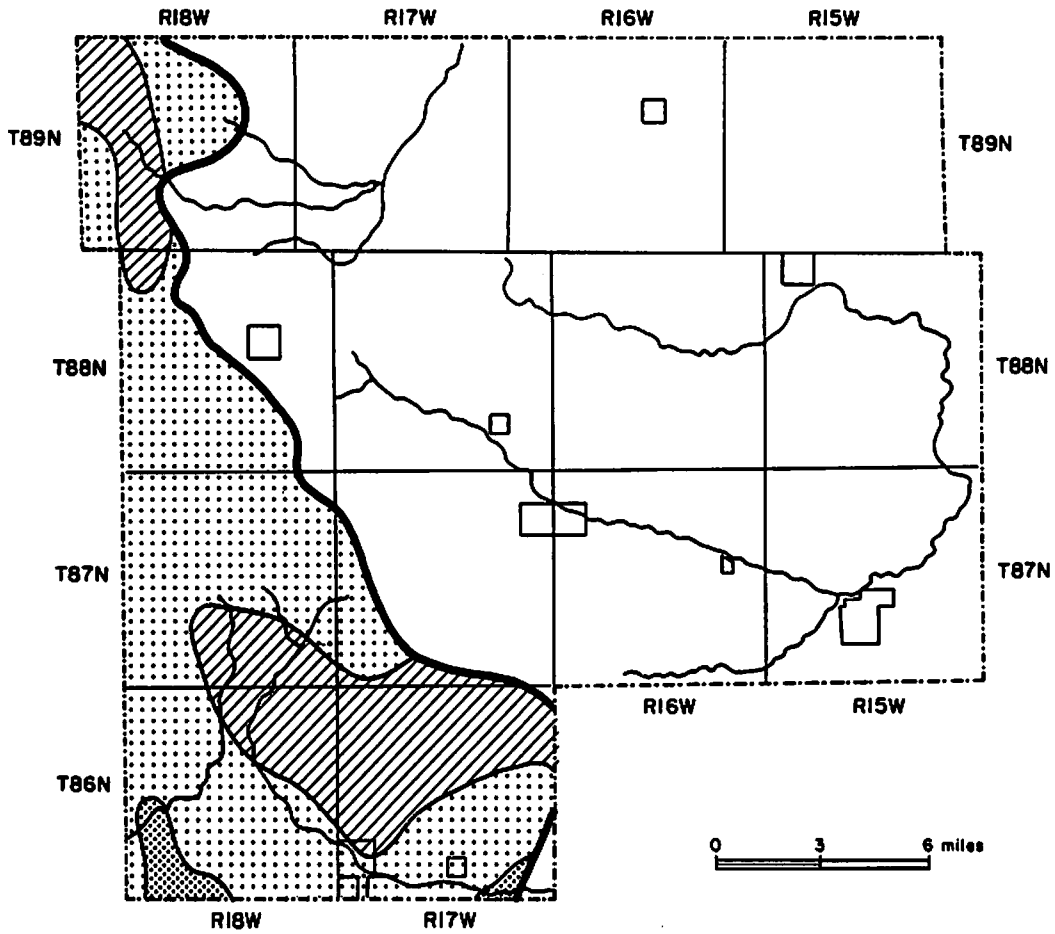 R18W R17W R16W R15W
T89N T89N
T88N T88N
T87N T87N
R16W R15W
T86N
0 3 6 miles
R18W R17W